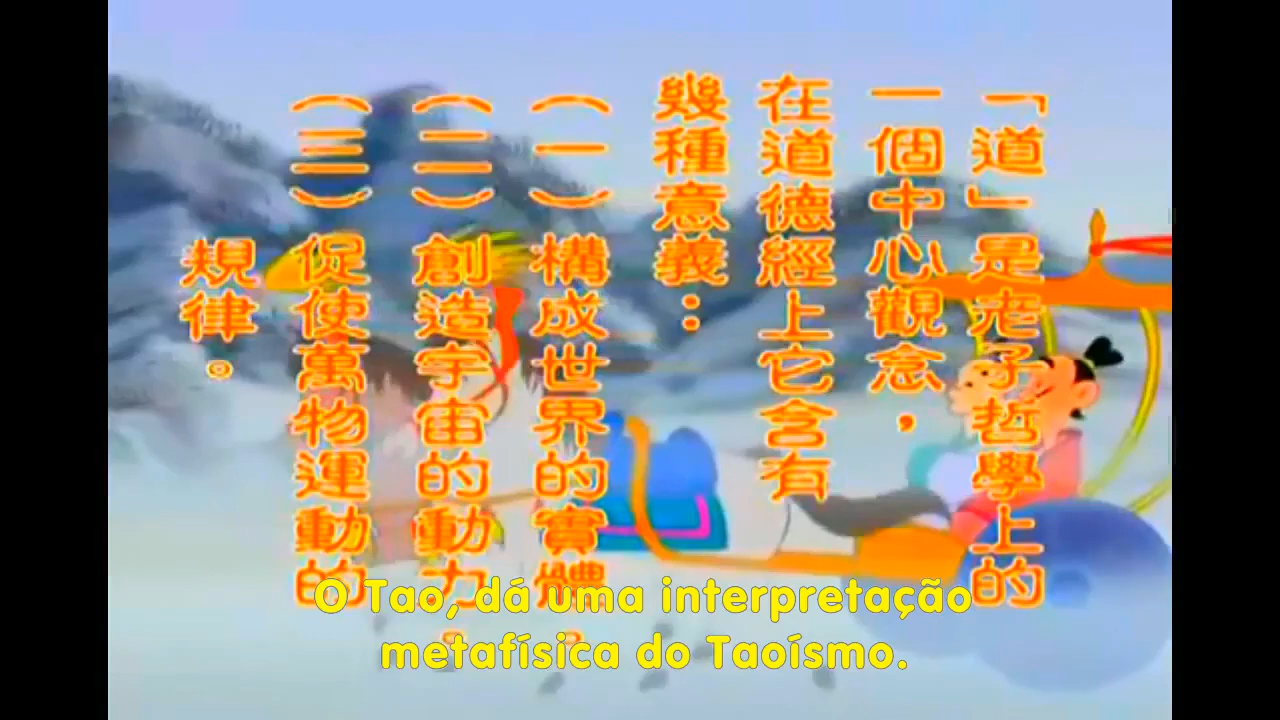 「道」是老子哲學上的
一個中心觀念，
在道德經上它含有
幾種意義：
（一）構成世界的實體。
（二）創造宇宙的動力。
（三）促使萬物運動的
規律。
O Tao, dá uma interpretação
metafísica do Taoísmo.